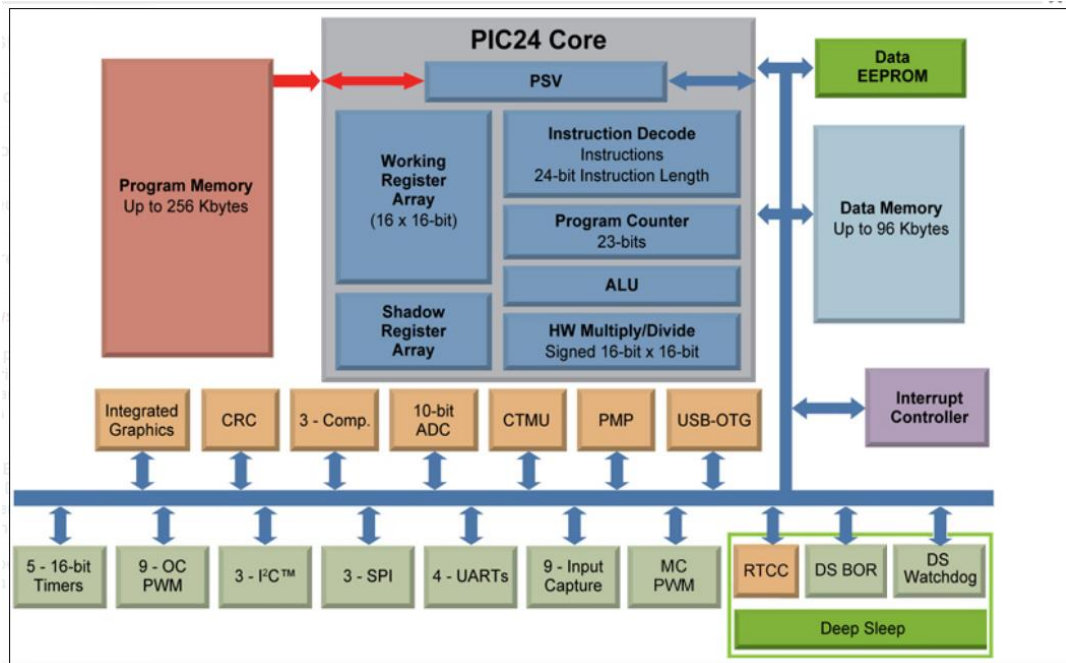 PIC24 Core
PSV
Data
EEPROM
Program Memory
Up to 256 Kbytes
Working
Register
Array
(16 x 16-bit)
Instruction Decode
Instructions
24-bit Instruction Length
Program Counter
23-bits
ALU
Shadow
Register
Array
HW Multiply/Divide
Signed 16-bit x 16-bit
Data Memory
Up to 96 Kbytes
Interrupt
Controller
Integrated
Graphics
CRC
3 - Comp.
10-bit
ADC
CTMU
PMP
USB-OTG
5 - 16-bit
Timers
9 - OC
PWM
3 - I²C™
3 - SPI
4 - UARTs
9 - Input
Capture
MC
PWM
RTCC
DS BOR
DS
Watchdog
Deep Sleep